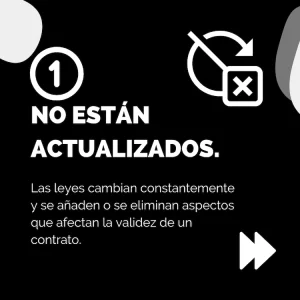 1
NO ESTÁN
ACTUALIZADOS.
Las leyes cambian constantemente
y se añaden o se eliminan aspectos
que afectan la validez de un
contrato.